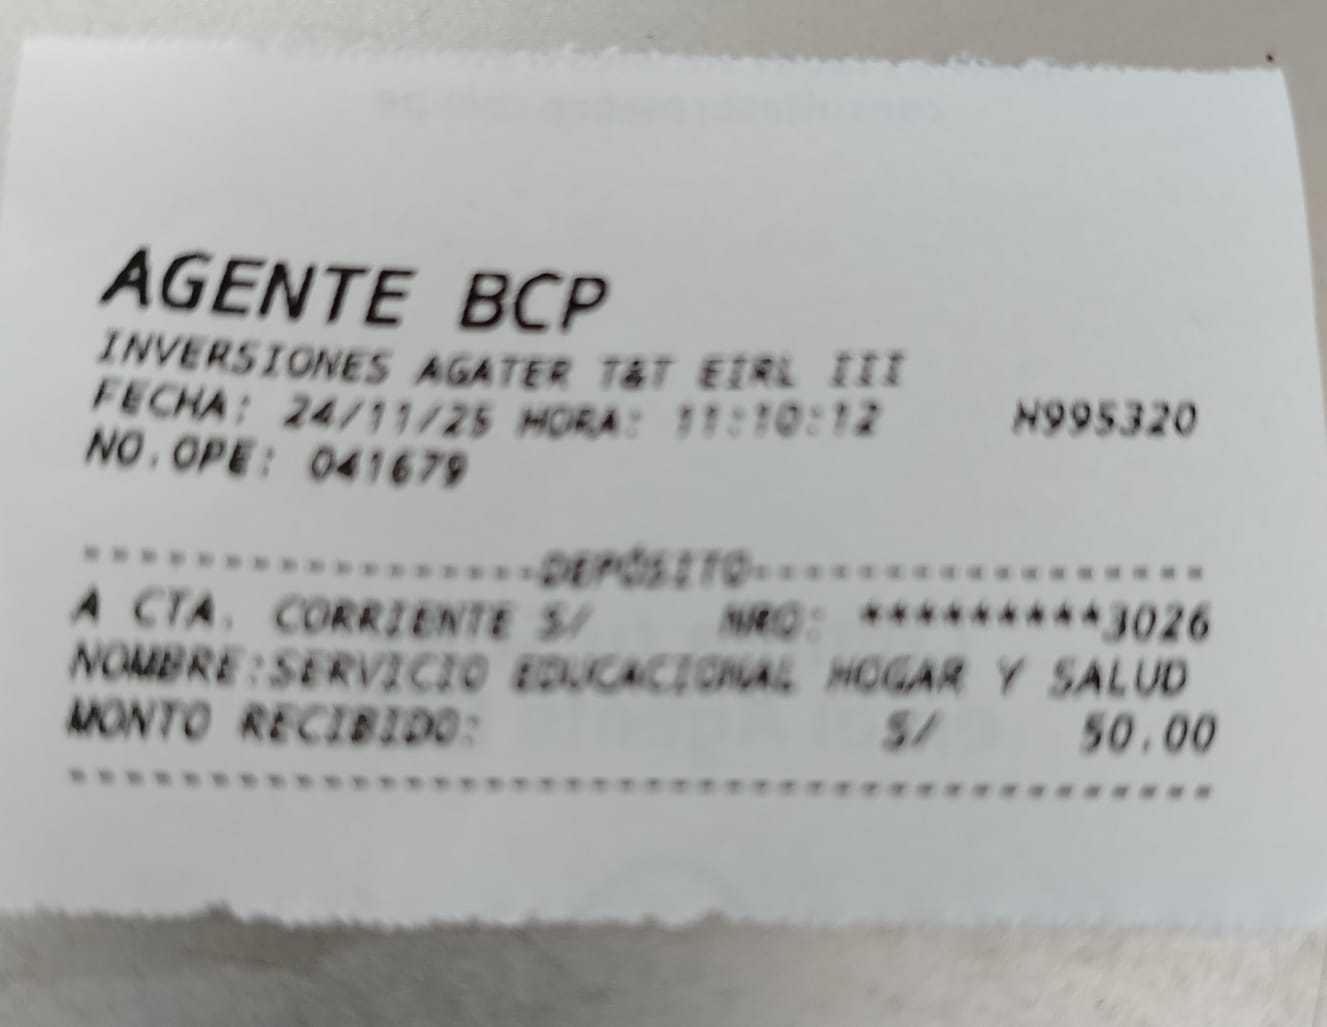 AGENTE BCP
INVERSIONES AGATER T&T EIRL III
FECHA: 24/11/25 HORA: 11:10:12 H995320
NO.OPE: 041679
-----------------DEPÓSITO-----------------
A CTA. CORRIENTE S/ NRO: *********3026
NOMBRE:SERVICIO EDUCACIONAL HOGAR Y SALUD
MONTO RECIBIDO: S/ 50.00
------------------------------------------